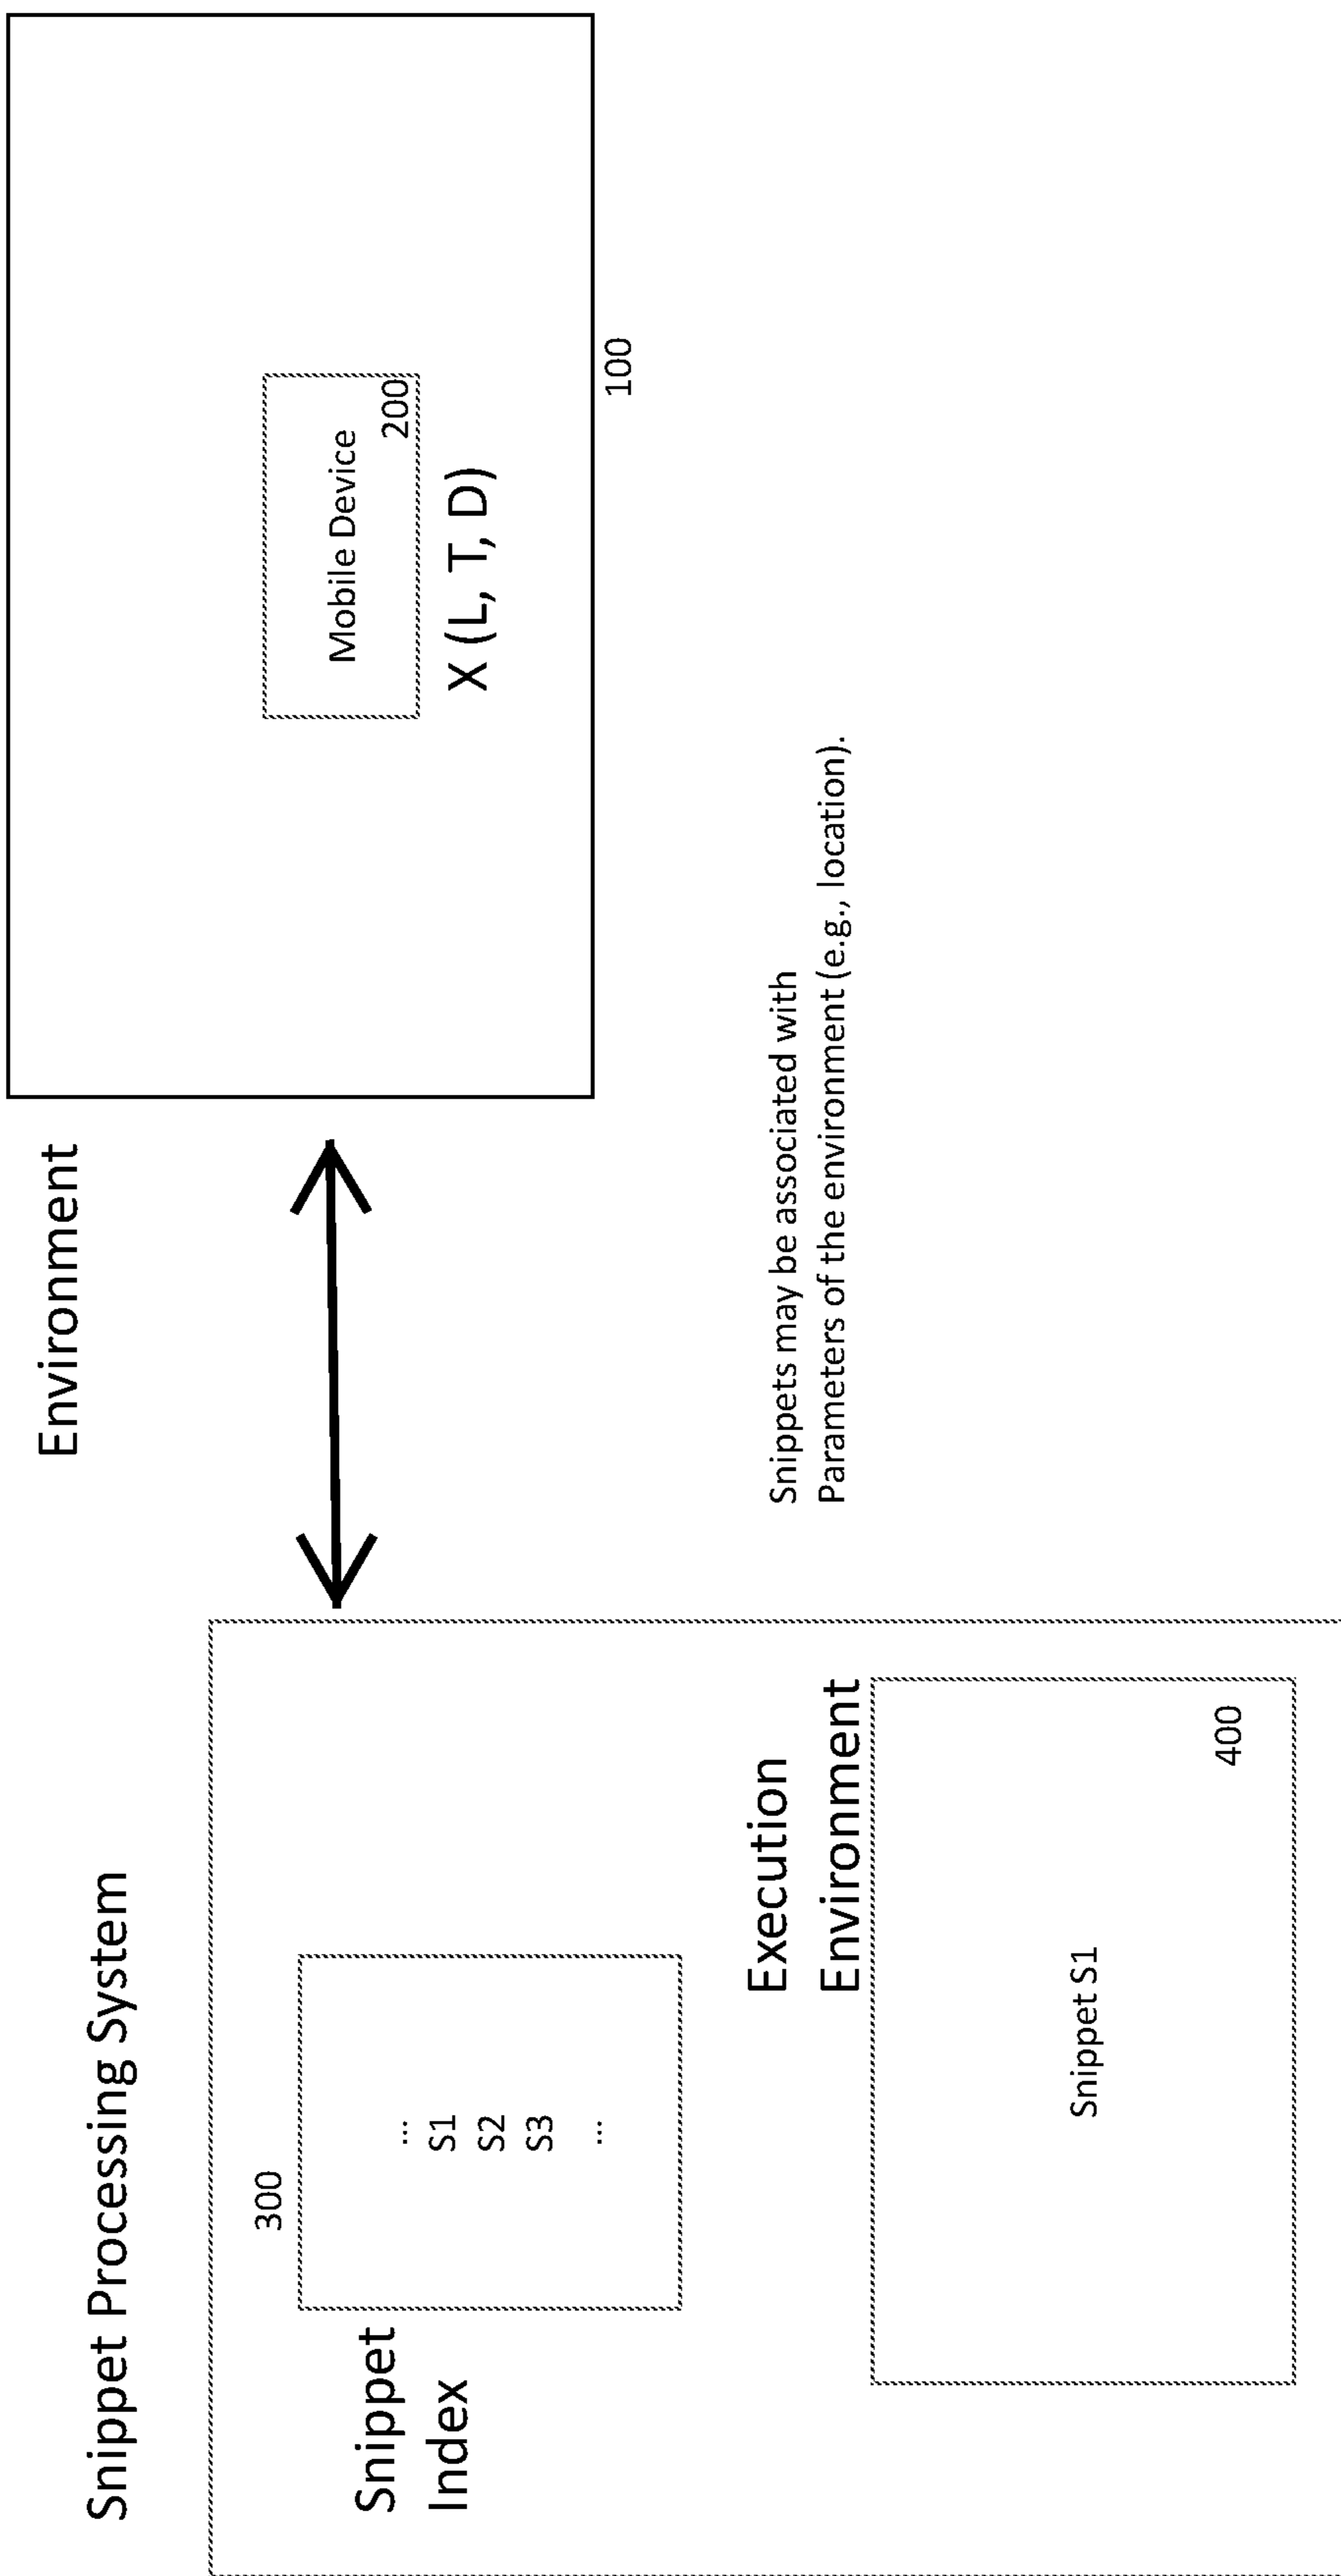 Snippet Processing System
Environment
300
Snippet
Index
...
S1
S2
S3
...
Mobile Device
200
X (L, T, D)
100
Execution
Environment
Snippet S1
400
Snippets may be associated with
Parameters of the environment (e.g., location).